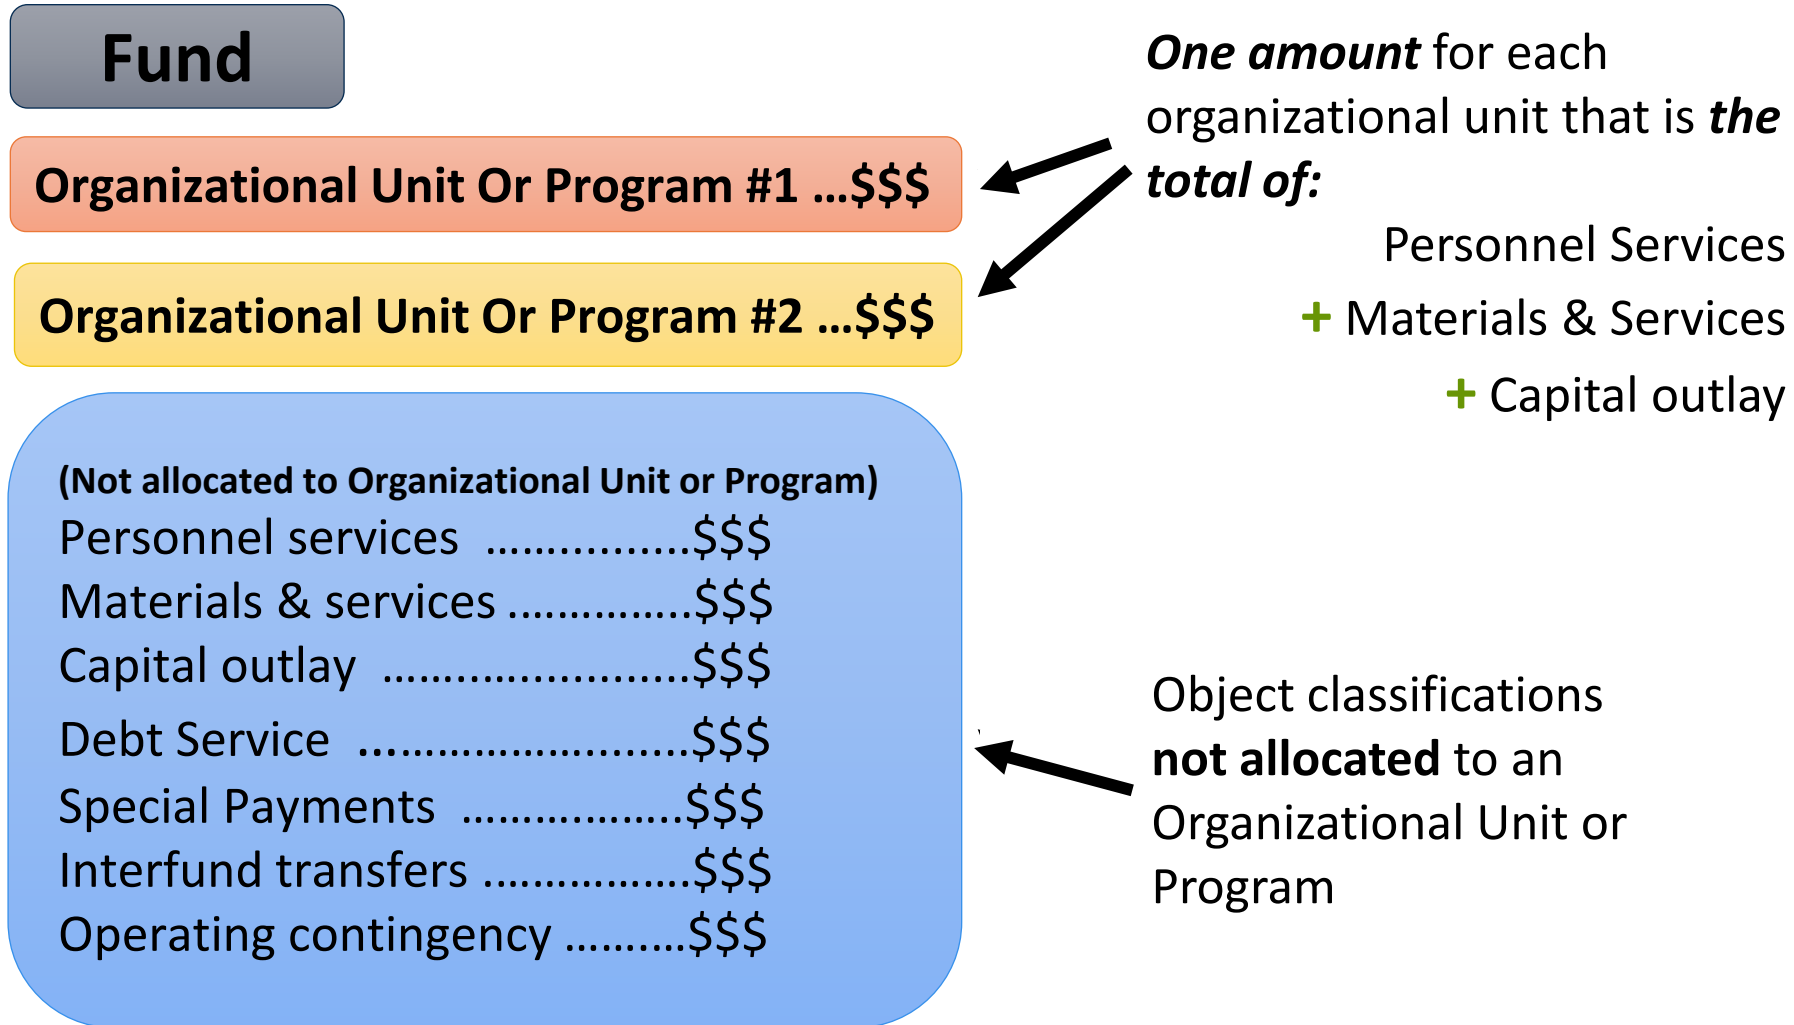 Fund
Organizational Unit Or Program #1 ...$$$
Organizational Unit Or Program #2 ...$$$
(Not allocated to Organizational Unit or Program)
Personnel services ..................$$$
Materials & services ..................$$$
Capital outlay ............................$$$
Debt Service ..............................$$$
Special Payments ....................$$$
Interfund transfers ...................$$$
Operating contingency ...........$$$
One amount for each
organizational unit that is the
total of:
Personnel Services
+ Materials & Services
+ Capital outlay
Object classifications
not allocated to an
Organizational Unit or
Program